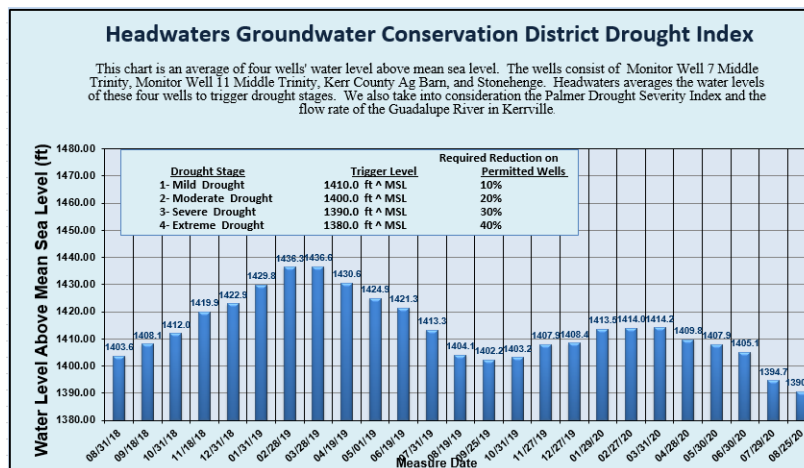 Headwaters Groundwater Conservation District Drought Index
This chart is an average of four wells' water level above mean sea level. The wells consist of Monitor Well 7 Middle
Trinity, Monitor Well 11 Middle Trinity, Kerr County Ag Barn, and Stonehenge. Headwaters averages the water levels
of these four wells to trigger drought stages. We also take into consideration the Palmer Drought Severity Index and the
flow rate of the Guadalupe River in Kerrville
Water Level Above Mean Sea Level (ft)
1480.00
1470.00
1460.00
1450.00
1440.00
1430.00
1420.00
1410.00
1400.00
1390.00
1380.00
Required Reduction on
Drought Stage Trigger Level Permitted Wells
1- Mild Drought 1410.0 ft ^ MSL 10%
2- Moderate Drought 1400.0 ft ^ MSL 20%
3- Severe Drought 1390.0 ft ^ MSL 30%
4- Extreme Drought 1380.0 ft ^ MSL 40%
1403.6 1408.1 1412.0 1419.9 1422.9 1429.8 1436.3 1436.6 1430.6 1424.9 1421.3 1413.3 1404.1 1402.2 1403.2 1407.9 1408.4 1413.5 1414.0 1414.2 1409.8 1407.9 1405.1 1394.7 1390.
08/31/18 09/18/18 10/31/18 11/18/18 12/31/18 01/31/19 02/28/19 03/28/19 04/19/19 05/01/19 06/19/19 07/31/19 08/19/19 09/25/19 10/31/19 11/27/19 12/27/19 01/29/20 02/27/20 03/31/20 04/28/20 05/30/20 06/30/20 07/29/20 08/25/20
Measure Date